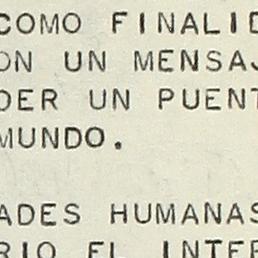 COMO FINALID
ON UN MENSAJ
DER UN PUENT
MUNDO.
ADES HUMANAS
RIO EL INTER